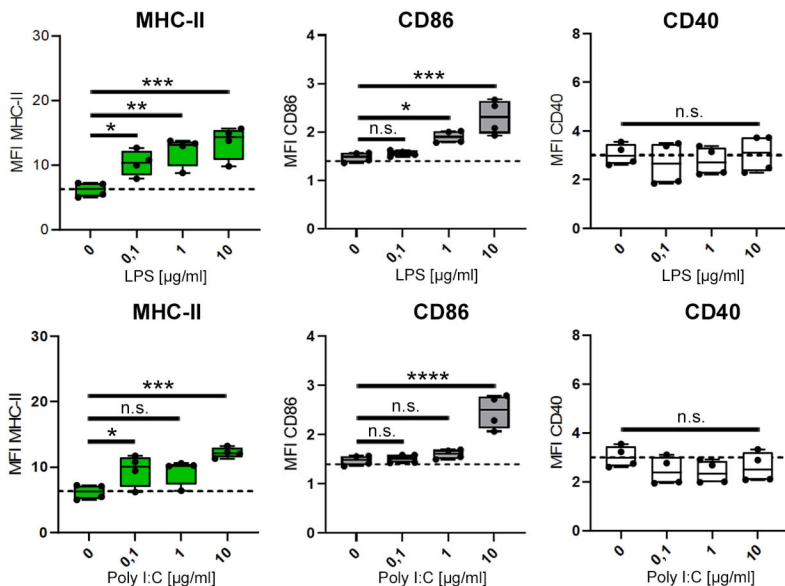 MHC-II
MFI MHC-II
30
20
10
0
***
**
*
0
0,1
1
10
LPS [µg/ml]
CD86
MFI CD86
4
3
2
1
0
***
*
n.s.
0
0,1
1
10
LPS [µg/ml]
CD40
MFI CD40
8
6
4
2
0
n.s.
0
0,1
1
10
LPS [µg/ml]
MHC-II
MFI MHC-II
30
20
10
0
***
n.s.
*
0
0,1
1
10
Poly I:C [µg/ml]
CD86
MFI CD86
4
3
2
1
0
****
n.s.
n.s.
0
0,1
1
10
Poly I:C [µg/ml]
CD40
MFI CD40
8
6
4
2
0
n.s.
0
0,1
1
10
Poly I:C [µg/ml]